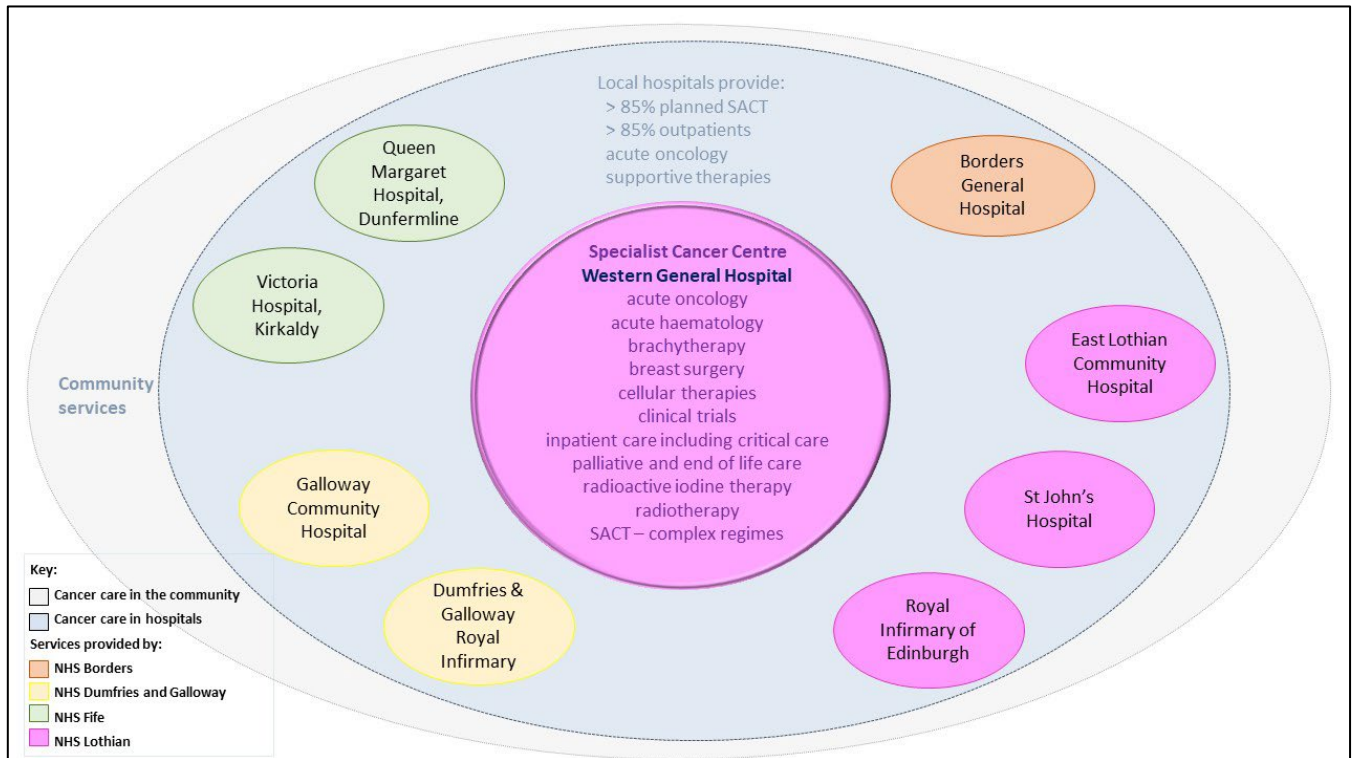 Local hospitals provide:
> 85% planned SACT
> 85% outpatients
acute oncology
supportive therapies
Queen
Margaret
Hospital,
Dunfermline
Borders
General
Hospital
Victoria
Hospital,
Kirkaldy
Specialist Cancer Centre
Western General Hospital
acute oncology
acute haematology
brachytherapy
breast surgery
cellular therapies
clinical trials
inpatient care including critical care
palliative and end of life care
radioactive iodine therapy
radiotherapy
SACT – complex regimes
East Lothian
Community
Hospital
Community
services
Galloway
Community
Hospital
St John’s
Hospital
Dumfries &
Galloway
Royal
Infirmary
Royal
Infirmary of
Edinburgh
Key:
Cancer care in the community
Cancer care in hospitals
Services provided by:
NHS Borders
NHS Dumfries and Galloway
NHS Fife
NHS Lothian